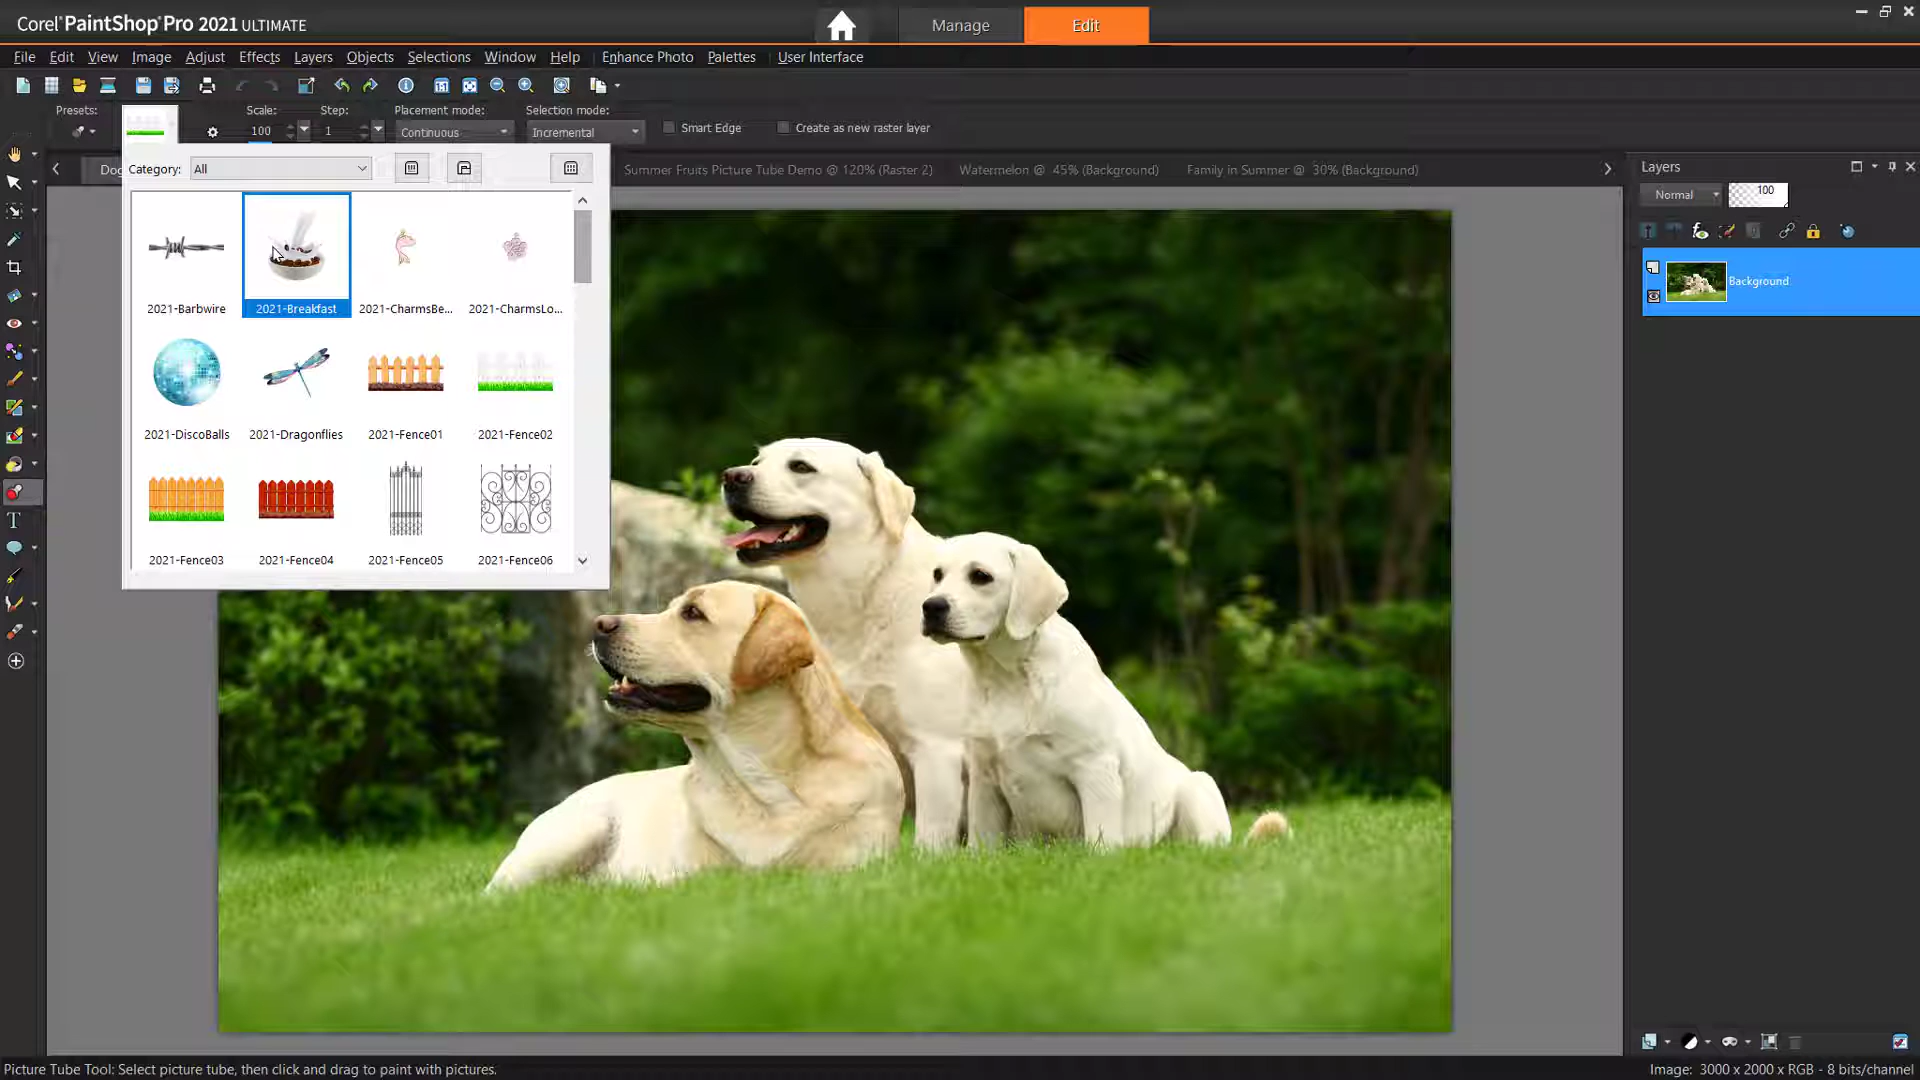 Corel PaintShop Pro 2021 ULTIMATE
Manage
Edit
File Edit View Image Adjust Effects Layers Objects Selections Window Help Enhance Photo Palettes User Interface
Presets:
Scale:
Step:
Placement mode:
Selection mode:
100
1
Continuous
Incremental
Smart Edge
Create as new raster layer
Category:
All
Dog
Summer Fruits Picture Tube Demo @ 120% (Raster 2)
Watermelon @ 45% (Background)
Family in Summer @ 30% (Background)
Layers
Normal
100
Background
2021-Barbwire
2021-Breakfast
2021-CharmsBe...
2021-CharmsLo...
2021-DiscoBalls
2021-Dragonflies
2021-Fence01
2021-Fence02
2021-Fence03
2021-Fence04
2021-Fence05
2021-Fence06
Picture Tube Tool: Select picture tube, then click and drag to paint with pictures.
Image: 3000 x 2000 x RGB - 8 bits/channel